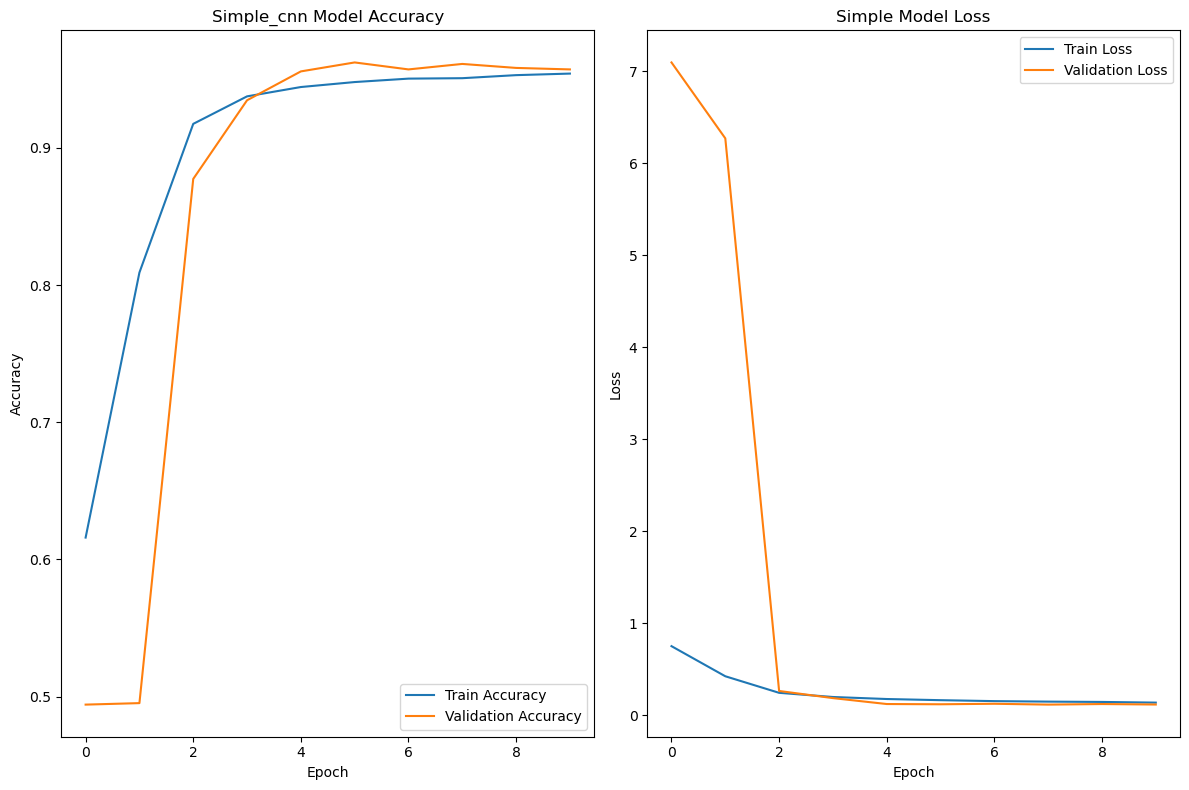 Simple_cnn Model Accuracy
Accuracy
0.9
0.8
0.7
0.6
0.5
0 2 4 6 8
Epoch
Train Accuracy
Validation Accuracy
Simple Model Loss
Loss
7
6
5
4
3
2
1
0
0 2 4 6 8
Epoch
Train Loss
Validation Loss